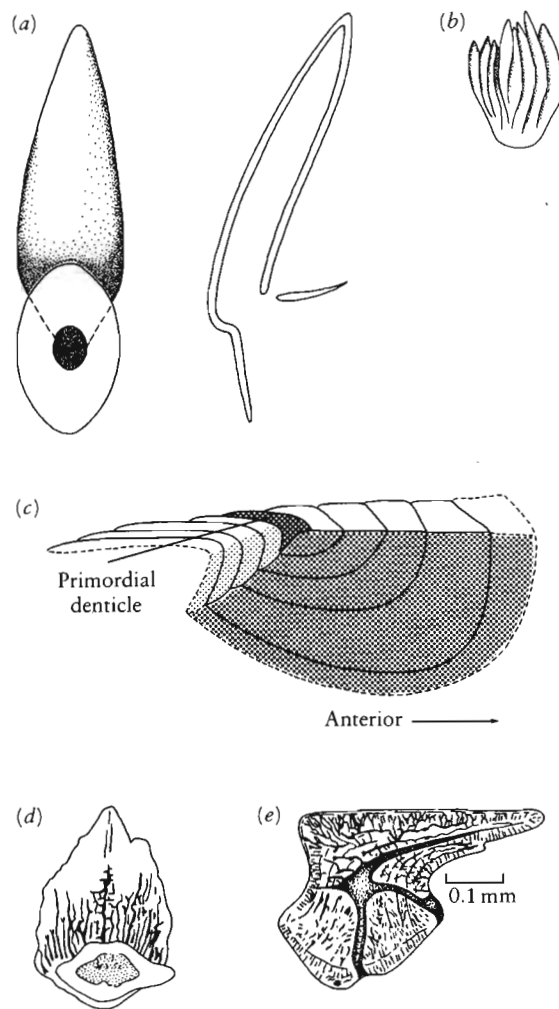 (a)
(b)
(c)
Primordial
denticle
Anterior
(d)
(e)
0.1 mm